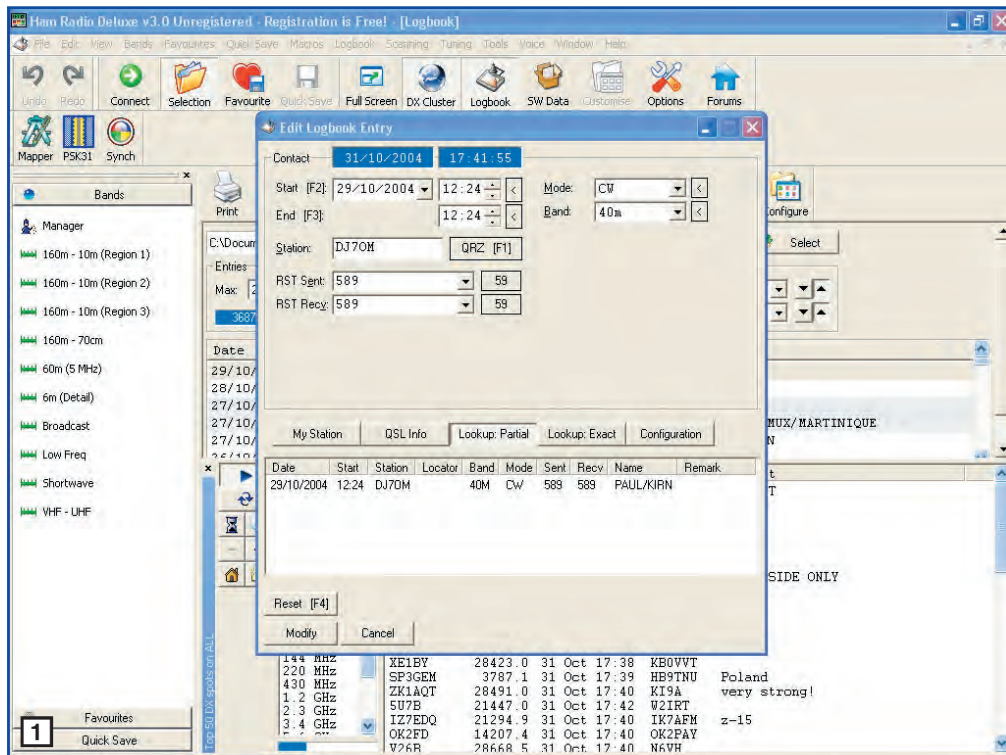 Ham Radio Deluxe v3.0 Unregistered - Registration is Free! - [Logbook]
File Edit View Bands Favourites Quick Save Macros Logbook Scanning Tuning Tools Voice Window Help
Undo Redo Connect Selection Favourite Quick Save Full Screen DX Cluster Logbook SW Data Customise Options Forums
Mapper PSK31 Synch
Bands
Manager
160m - 10m (Region 1)
160m - 10m (Region 2)
160m - 10m (Region 3)
160m - 70cm
60m (5 MHz)
6m (Detail)
Broadcast
Low Freq
Shortwave
VHF - UHF
Favourites
Quick Save
1
Print
onfigure
C:\Docum
Select
Entries
Max: 2
3687
Date
29/10/
28/10/
27/10/
27/10/ MUX/MARTINIQUE
27/10/ N
26/10/
Edit Logbook Entry
Contact 31/10/2004 17:41:55
Start [F2]: 29/10/2004 12:24 < Mode: CW <
End [F3]: 12:24 < Band: 40m <
Station: DJ7OM QRZ [F1]
RST Sent: 589 59
RST Recv: 589 59
My Station QSL Info Lookup: Partial Lookup: Exact Configuration
Date Start Station Locator Band Mode Sent Recv Name Remark
29/10/2004 12:24 DJ7OM 40M CW 589 589 PAUL/KIRN
Reset [F4]
Modify Cancel
t
T
SIDE ONLY
Top 50 DX spots on ALL
144 MHz
220 MHz
430 MHz
1.2 GHz
2.3 GHz
3.4 GHz
XE1BY 28423.0 31 Oct 17:38 KB0VVT
SP3GEM 3787.1 31 Oct 17:39 HB9TNU Poland
ZK1AQT 28491.0 31 Oct 17:40 KI9A very strong!
5U7B 21447.0 31 Oct 17:42 W2IRT
IZ7EDQ 21294.9 31 Oct 17:40 IK7AFM z-15
OK2FD 14207.4 31 Oct 17:40 OK2PAY
V26B 28668.5 31 Oct 17:40 N6VH